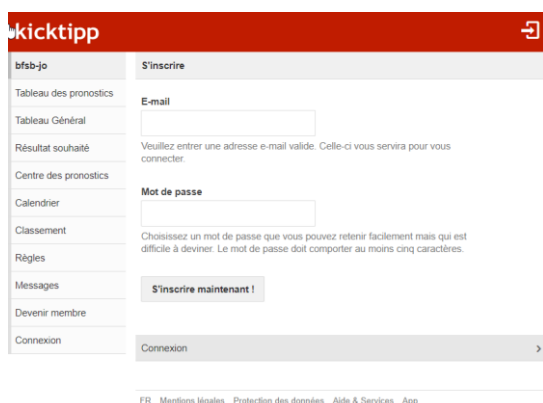 kicktipp
bfsb-jo
Tableau des pronostics
Tableau Général
Résultat souhaité
Centre des pronostics
Calendrier
Classement
Règles
Messages
Devenir membre
Connexion
S'inscrire
E-mail
Veuillez entrer une adresse e-mail valide. Celle-ci vous servira pour vous
connecter.
Mot de passe
Choisissez un mot de passe que vous pouvez retenir facilement mais qui est
difficile à deviner. Le mot de passe doit comporter au moins cinq caractères.
S'inscrire maintenant !
Connexion
FR Mentions légales Protection des données Aide & Services App